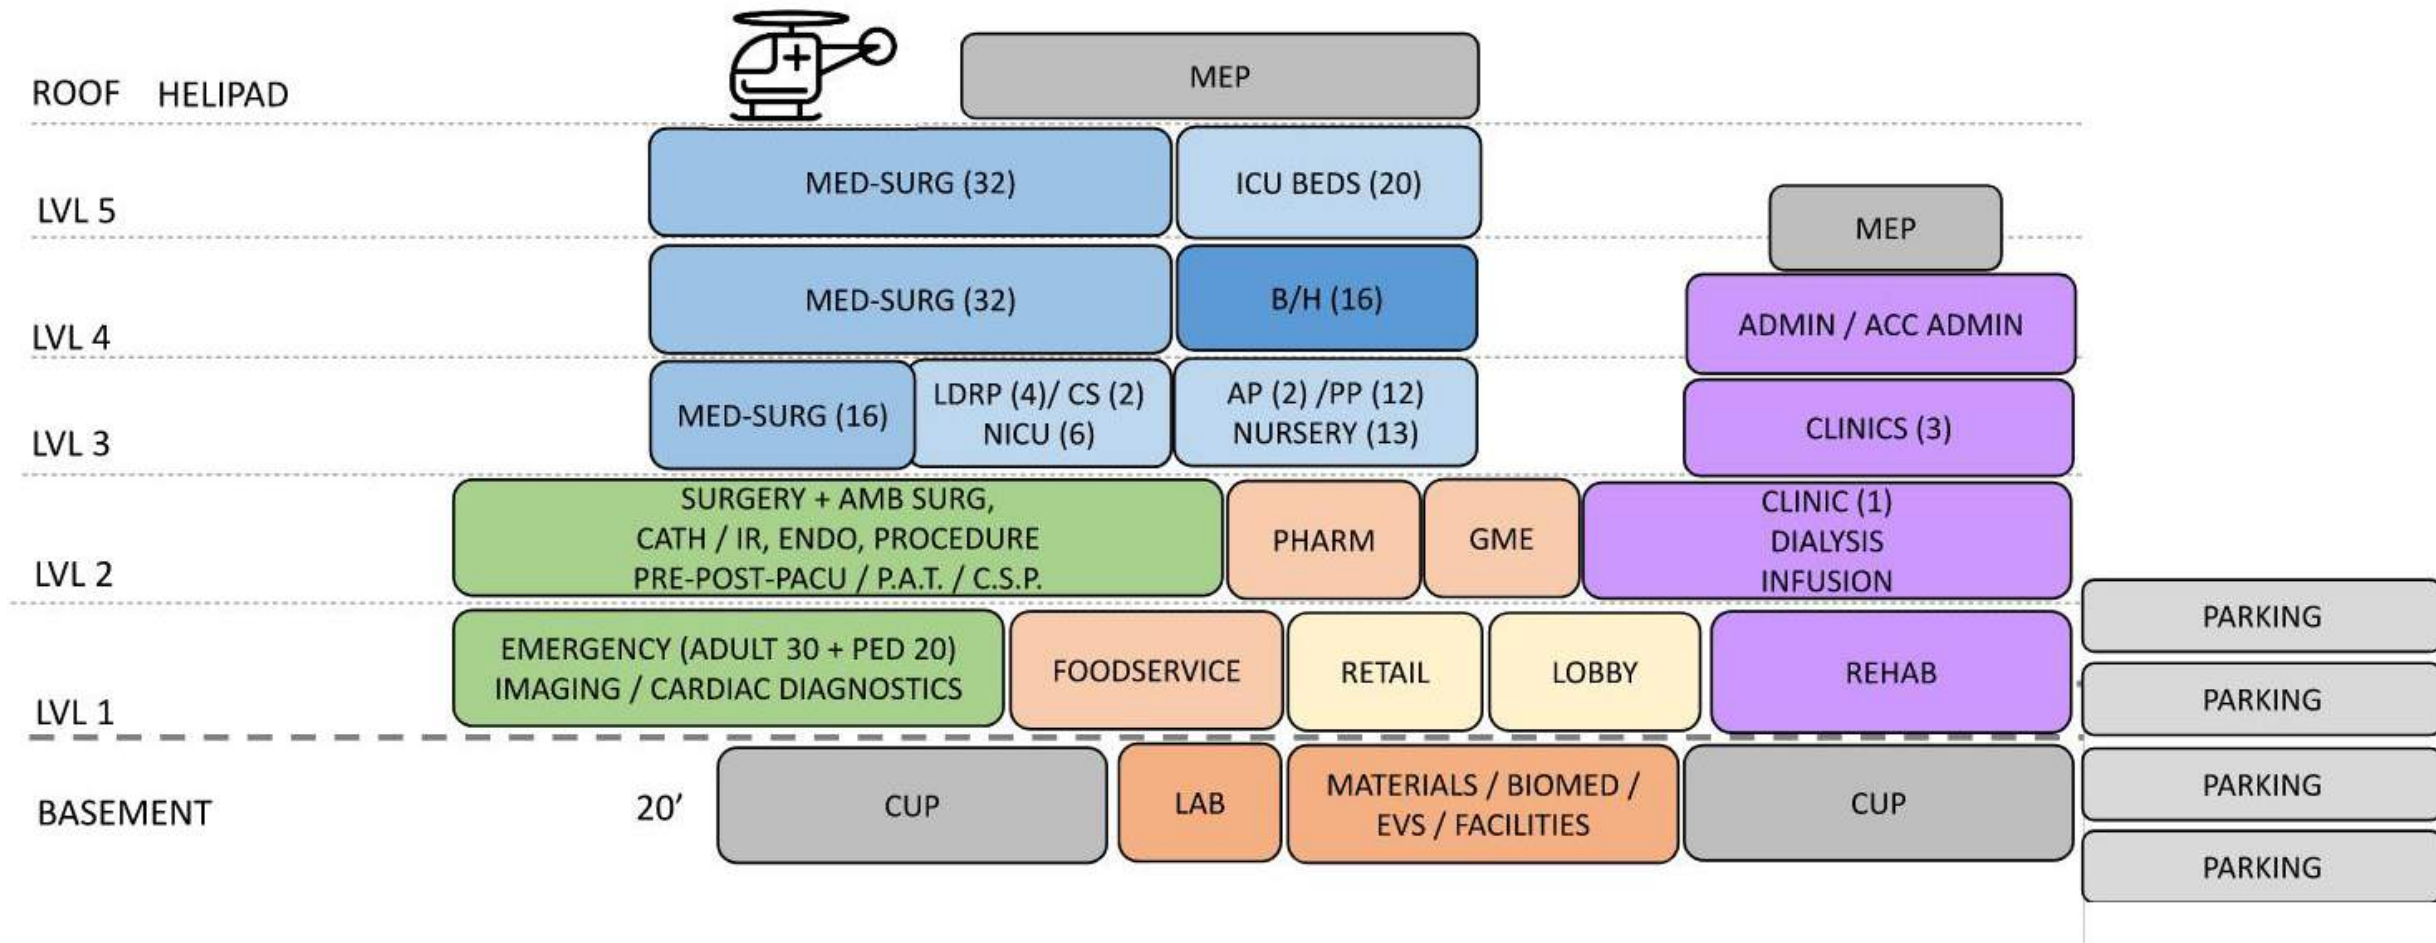 ROOF HELIPAD
MEP
LVL 5
MED-SURG (32)
ICU BEDS (20)
MEP
LVL 4
MED-SURG (32)
B/H (16)
ADMIN / ACC ADMIN
LVL 3
MED-SURG (16)
LDRP (4)/ CS (2)
NICU (6)
AP (2) /PP (12)
NURSERY (13)
CLINICS (3)
LVL 2
SURGERY + AMB SURG,
CATH / IR, ENDO, PROCEDURE
PRE-POST-PACU / P.A.T. / C.S.P.
PHARM
GME
CLINIC (1)
DIALYSIS
INFUSION
PARKING
LVL 1
EMERGENCY (ADULT 30 + PED 20)
IMAGING / CARDIAC DIAGNOSTICS
FOODSERVICE
RETAIL
LOBBY
REHAB
PARKING
BASEMENT
20’
CUP
LAB
MATERIALS / BIOMED /
EVS / FACILITIES
CUP
PARKING
PARKING